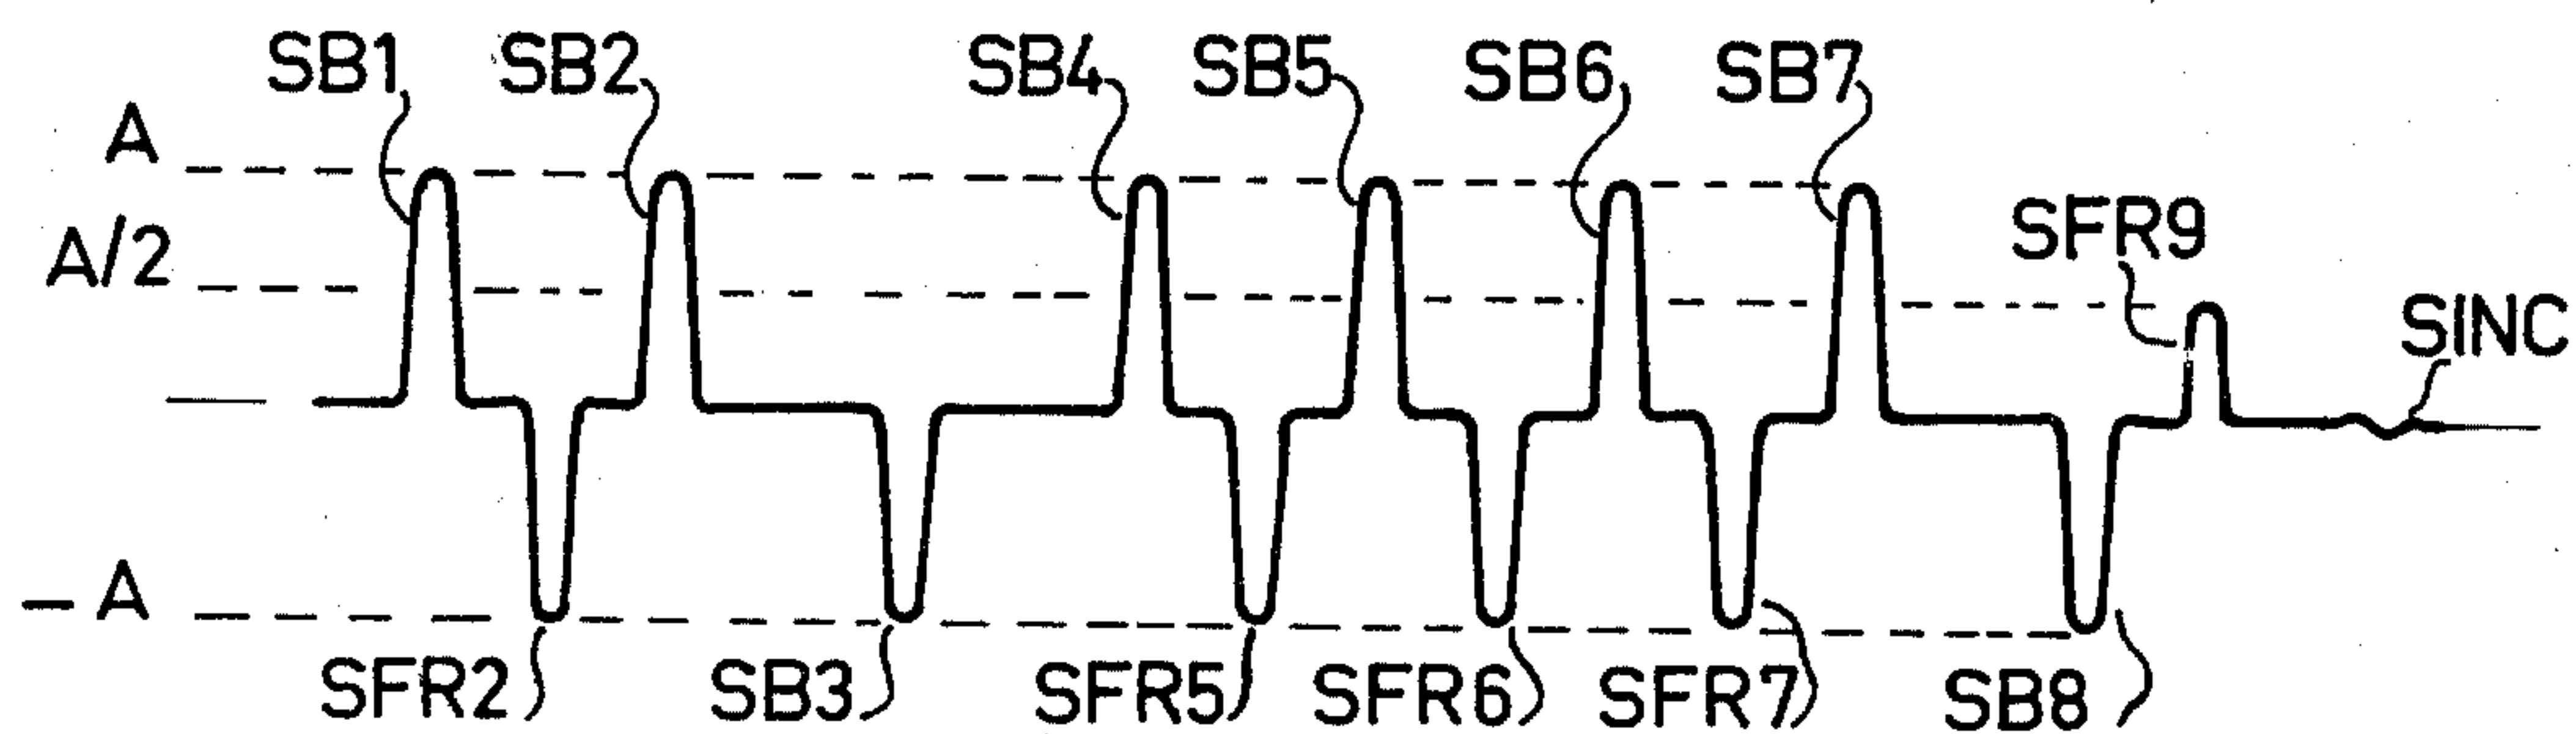 SB1 SB2 SB4 SB5 SB6 SB7
A
A/2
SFR9
SINC
– A
SFR2 SB3 SFR5 SFR6 SFR7 SB8